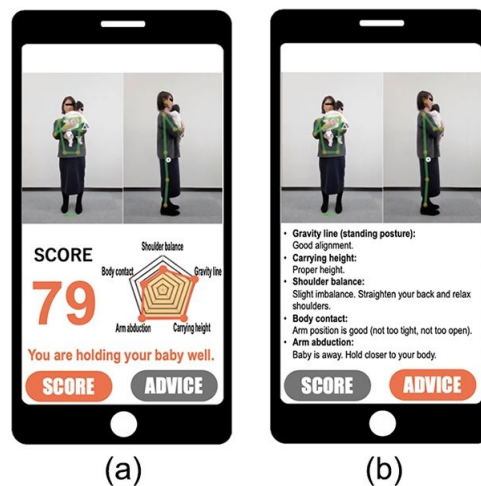 SCORE
79
Shoulder balance
Body contact
Gravity line
Arm abduction
Carrying height
You are holding your baby well.
SCORE
ADVICE
(a)
• Gravity line (standing posture):
Good alignment.
• Carrying height:
Proper height.
• Shoulder balance:
Slight imbalance. Straighten your back and relax
shoulders.
• Body contact:
Arm position is good (not too tight, not too open).
• Arm abduction:
Baby is away. Hold closer to your body.
SCORE
ADVICE
(b)